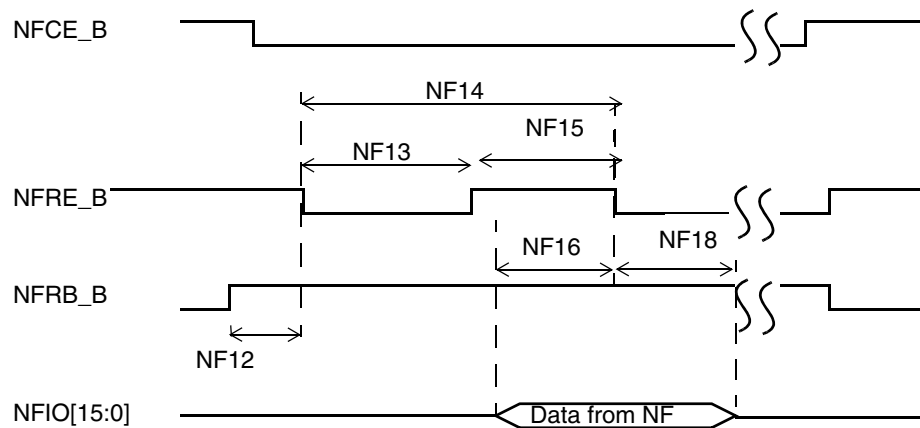 NFCE_B
NF14
NF15
NF13
NFRE_B
NF16
NF18
NFRB_B
NF12
NFIO[15:0]
Data from NF